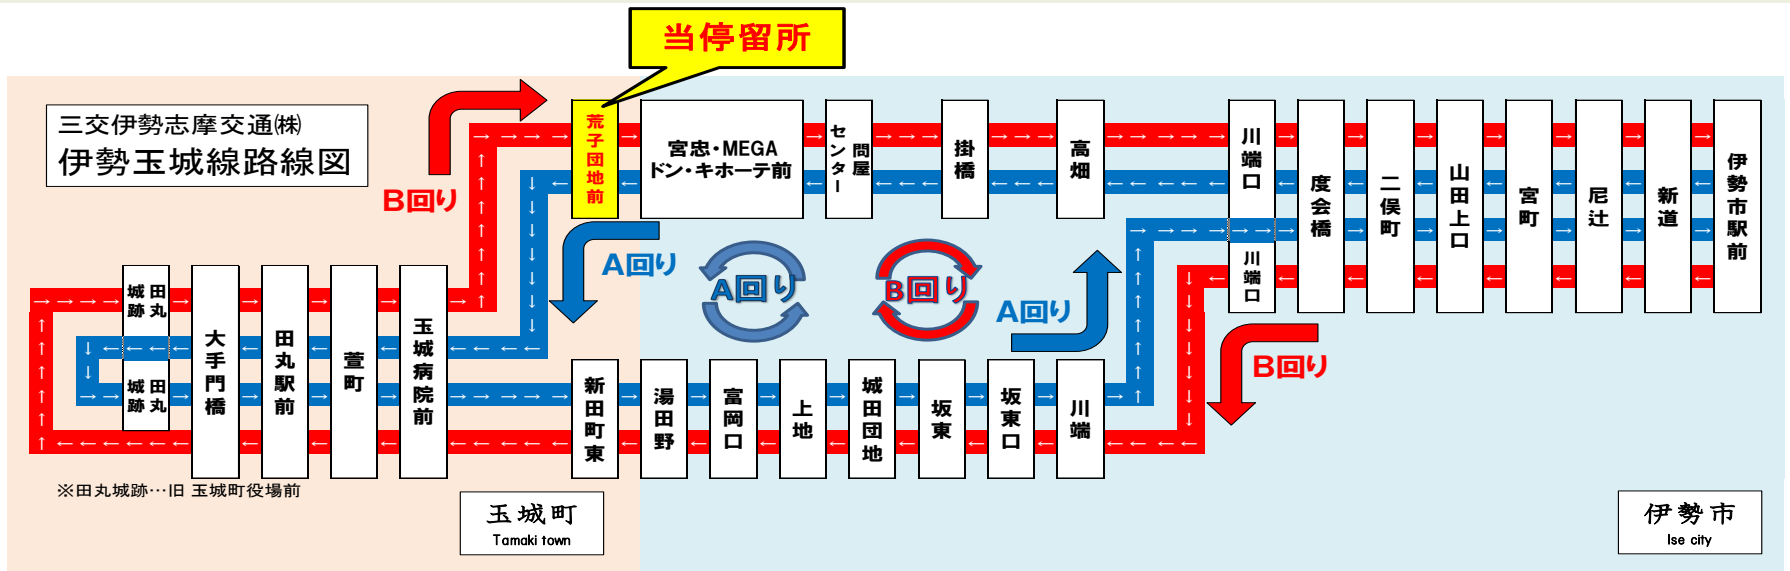 当停留所
三交伊勢志摩交通㈱
伊勢玉城線路線図
B回り
荒子団地前
宮忠・MEGA
ドン・キホーテ前
問屋
センター
掛橋
高畑
川端口
度会橋
二俣町
山田上口
宮町
尼辻
新道
伊勢市駅前
A回り
A回り
B回り
A回り
川端口
B回り
田丸
城跡
大手門橋
田丸駅前
萱町
玉城病院前
田丸
城跡
新田町東
湯田野
富岡口
上地
城田団地
坂東
坂東口
川端
※田丸城跡…旧 玉城町役場前
玉城町
Tamaki town
伊勢市
Ise city